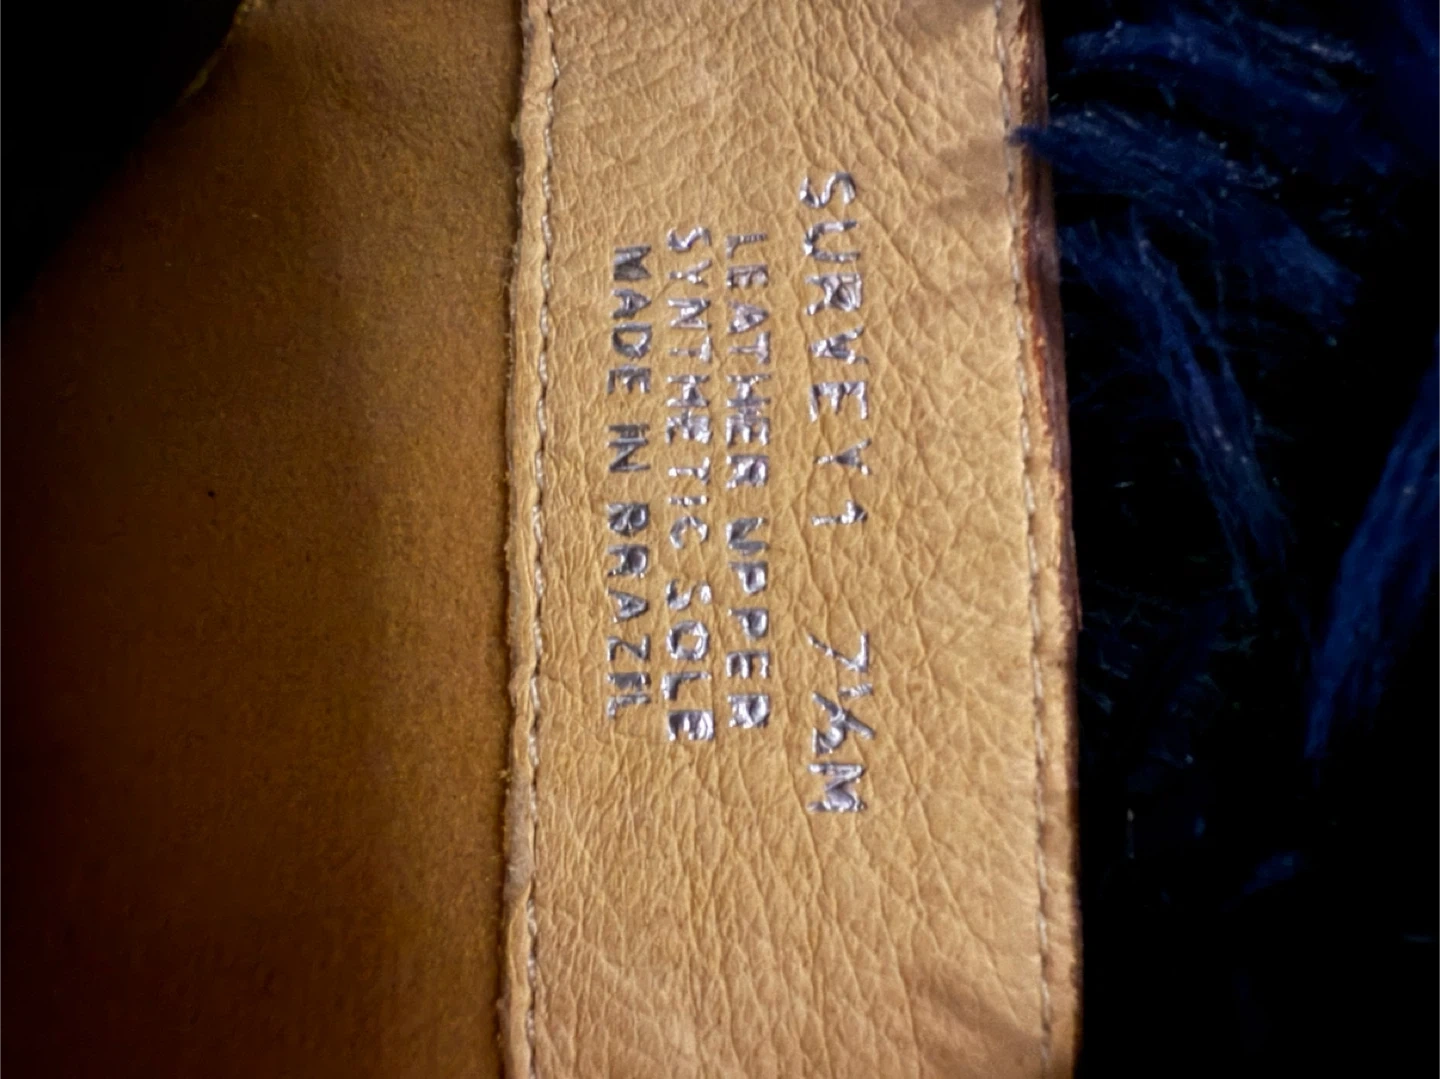 SURVEY1 7½M
LEATHER UPPER
SYNTHETIC SOLE
MADE IN BRAZIL